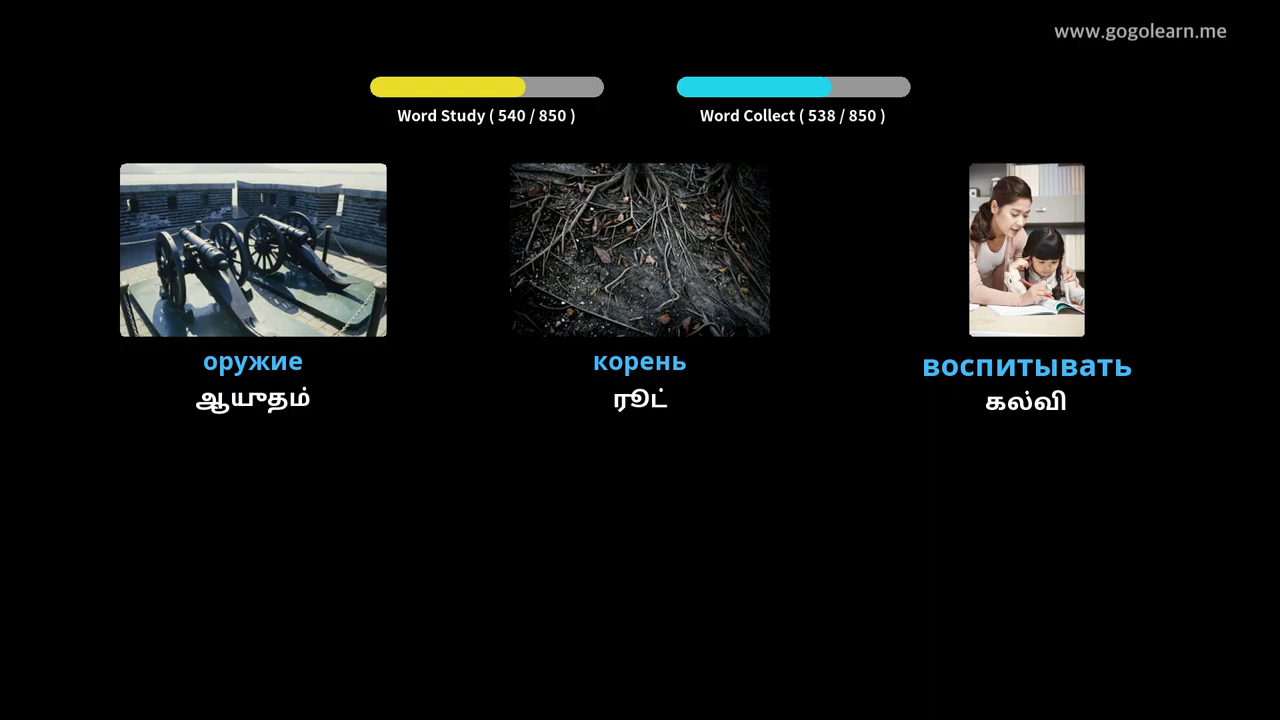 www.gogolearn.me
Word Study ( 540 / 850 )
Word Collect ( 538 / 850 )
оружие
ஆயுதம்
корень
ரூட்
воспитывать
கல்வி